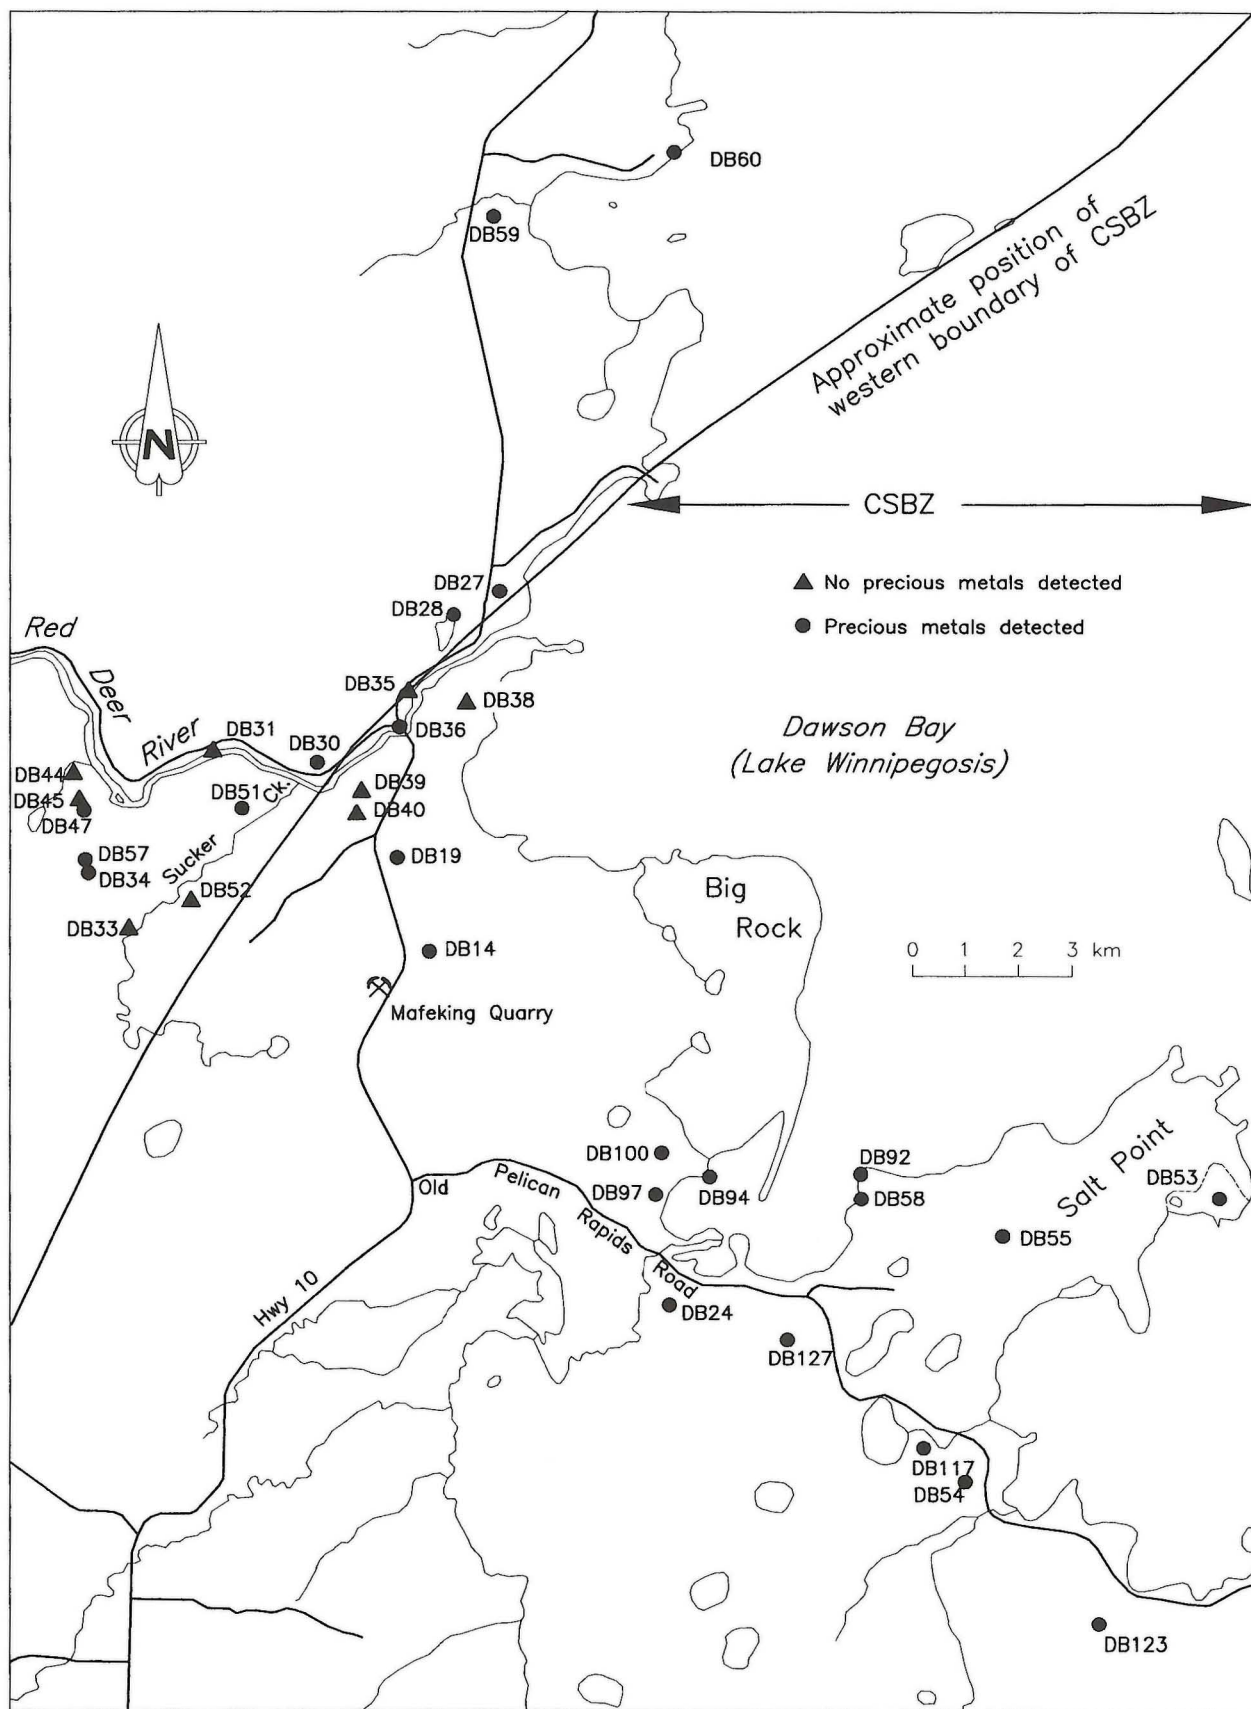 DB60
DB59
Approximate position of
western boundary of CSBZ
N
CSBZ
DB27
No precious metals detected
DB28
Precious metals detected
Red
Deer
River
DB35
DB38
DB36
DB31
DB30
Dawson Bay
(Lake Winnipegosis)
DB44
DB45
DB47
DB51
Ck.
DB39
DB40
DB57
DB34
Sucker
DB19
DB52
DB33
Big
Rock
DB14
0 1 2 3 km
Mafeking Quarry
DB100
DB92
Salt Point
DB53
Old
Pelican
DB97
DB94
DB58
Rapids
DB55
Road
Hwy 10
DB24
DB127
DB117
DB54
DB123